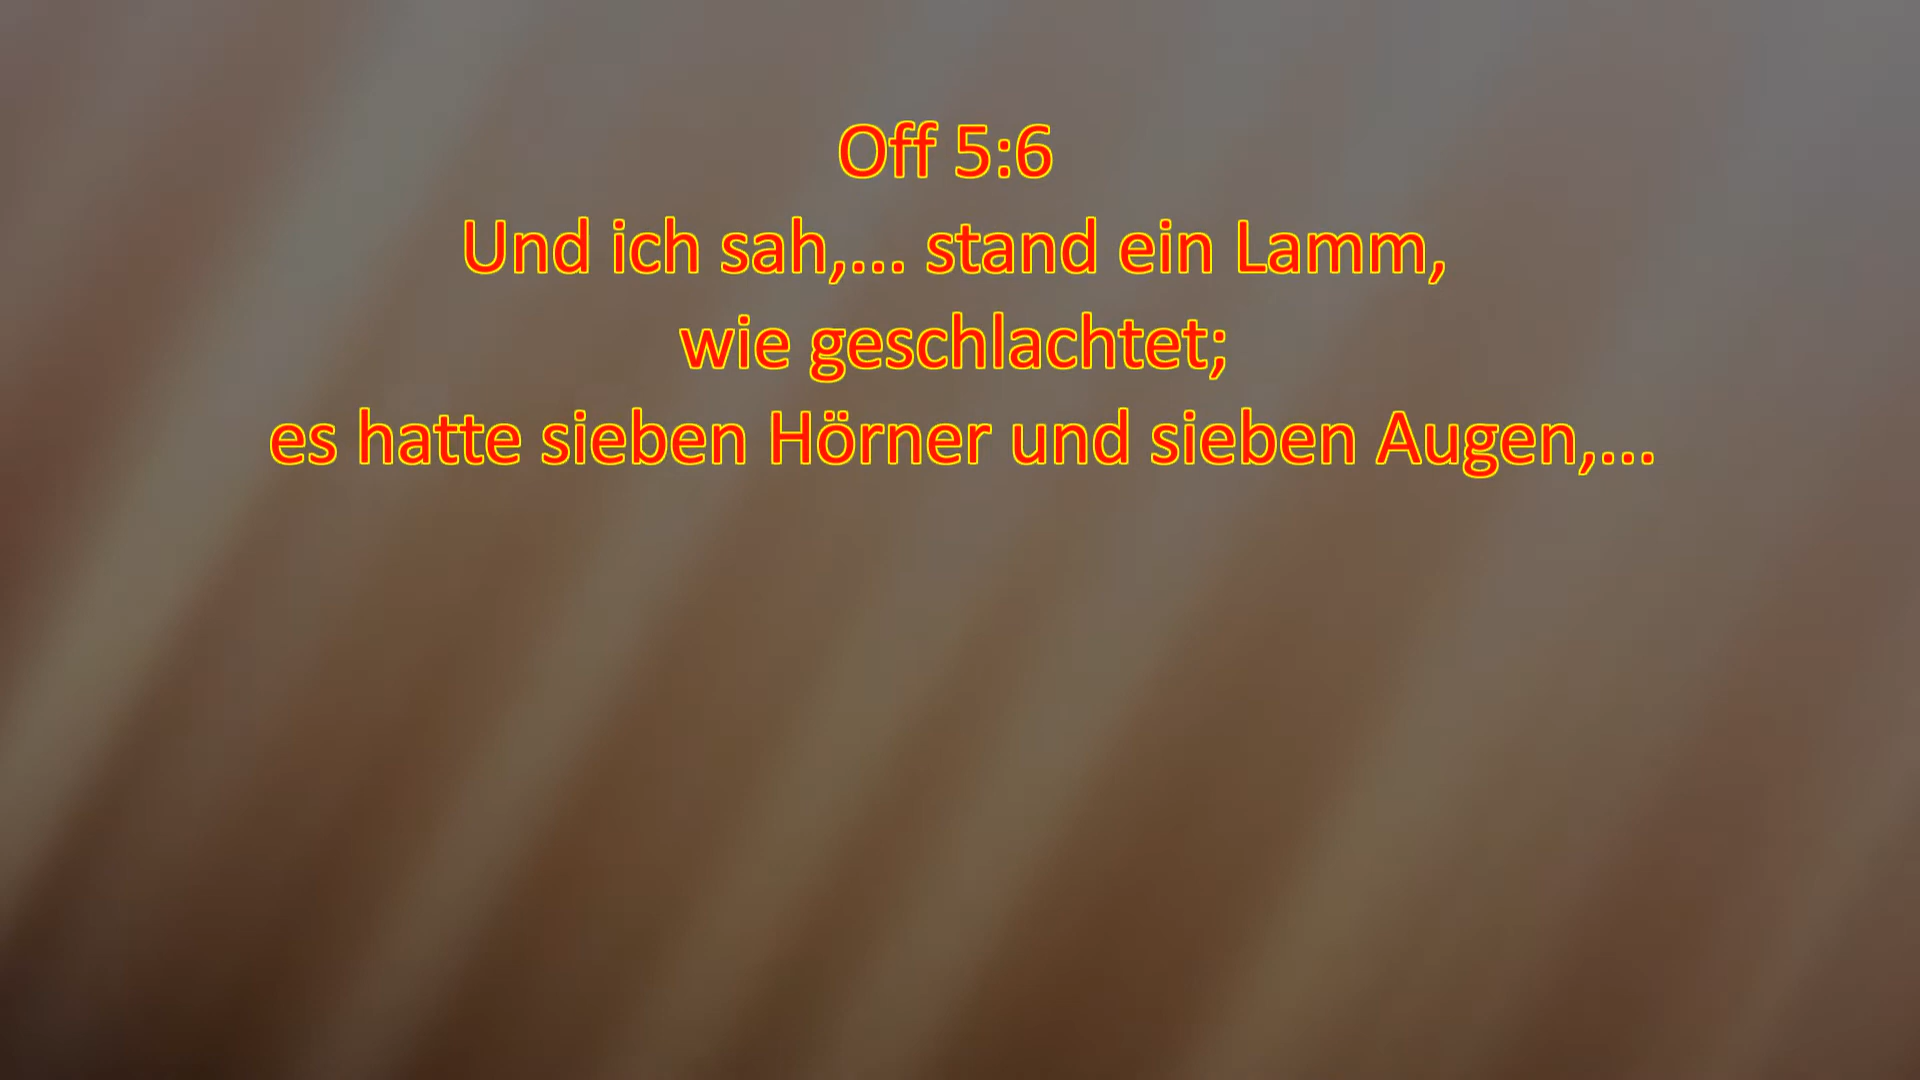 Off 5:6
Und ich sah,... stand ein Lamm,
wie geschlachtet;
es hatte sieben Hörner und sieben Augen,...